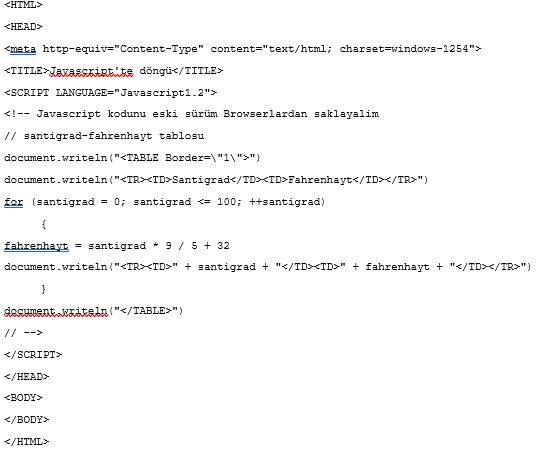 <HTML>
<HEAD>
<meta http-equiv="Content-Type" content="text/html; charset=windows-1254">
<TITLE>Javascript'te döngü</TITLE>
<SCRIPT LANGUAGE="Javascript1.2">
<!-- Javascript kodunu eski sürüm Browserlardan saklayalim
// santigrad-fahrenhayt tablosu
document.writeln("<TABLE Border=\"1\">")
document.writeln("<TR><TD>Santigrad</TD><TD>Fahrenhayt</TD></TR>")
for (santigrad = 0; santigrad <= 100; ++santigrad)
{
fahrenhayt = santigrad * 9 / 5 + 32
document.writeln("<TR><TD>" + santigrad + "</TD><TD>" + fahrenhayt + "</TD></TR>")
}
document.writeln("</TABLE>")
// -->
</SCRIPT>
</HEAD>
<BODY>
</BODY>
</HTML>